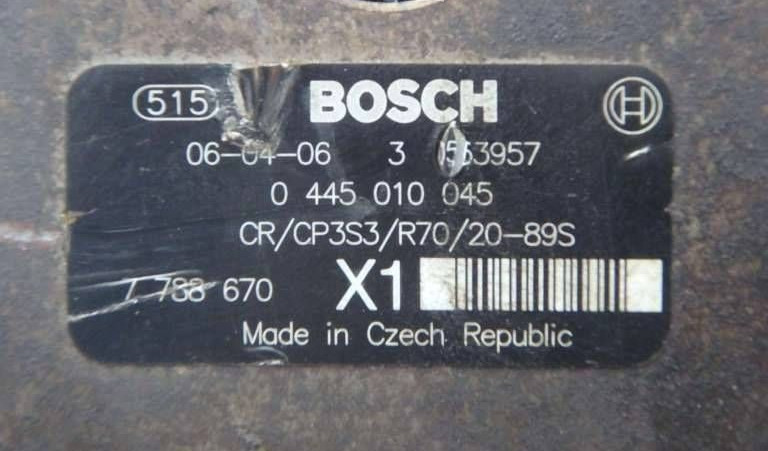 515 BOSCH
06-04-06 3
0 445 010 045
CR/CP3S3/R70/20-89S
7 788 670 X1
Made in Czech Republic